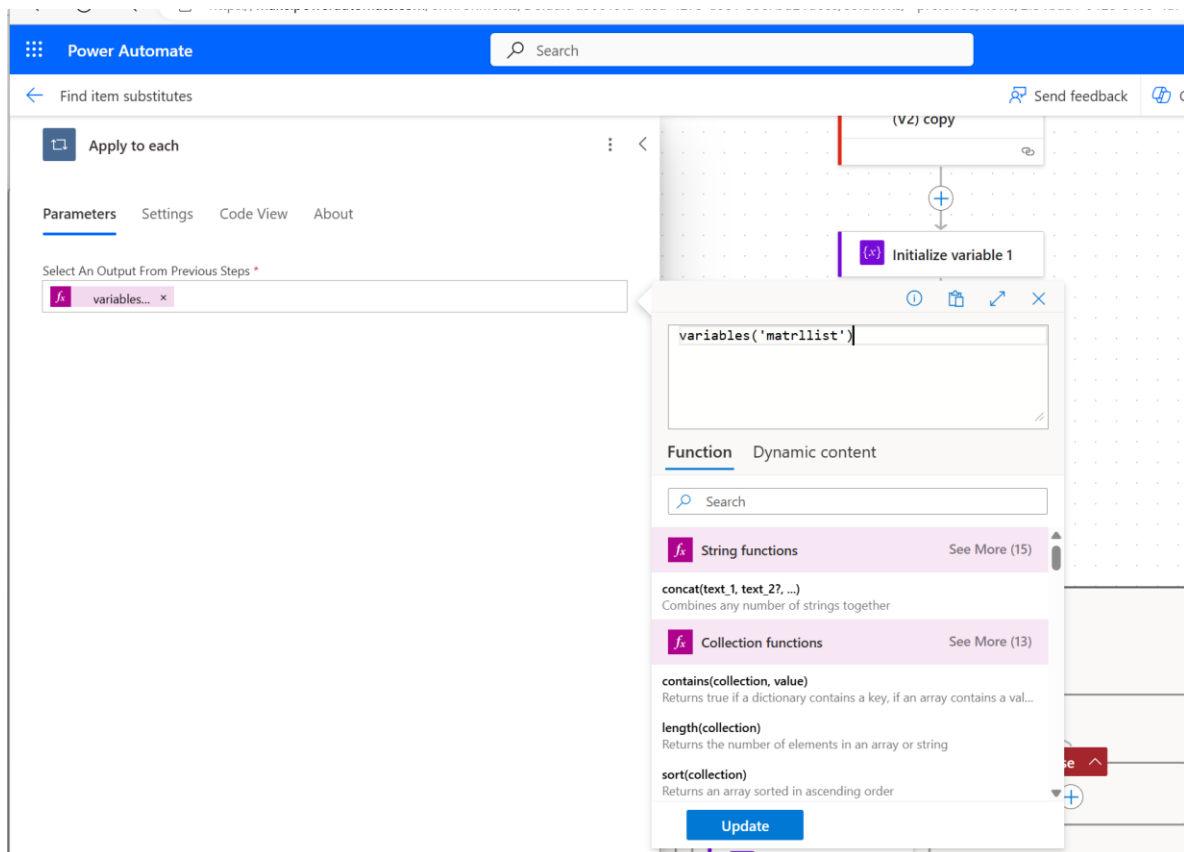 Power Automate
Search
Find item substitutes
Send feedback
Apply to each
(V2) copy
Parameters
Settings
Code View
About
Initialize variable 1
Select An Output From Previous Steps *
fx variables... ×
variables('matrllist')
Function
Dynamic content
Search
fx String functions
See More (15)
concat(text_1, text_2?, ...)
Combines any number of strings together
fx Collection functions
See More (13)
contains(collection, value)
Returns true if a dictionary contains a key, if an array contains a val...
length(collection)
Returns the number of elements in an array or string
sort(collection)
Returns an array sorted in ascending order
Update
{x}